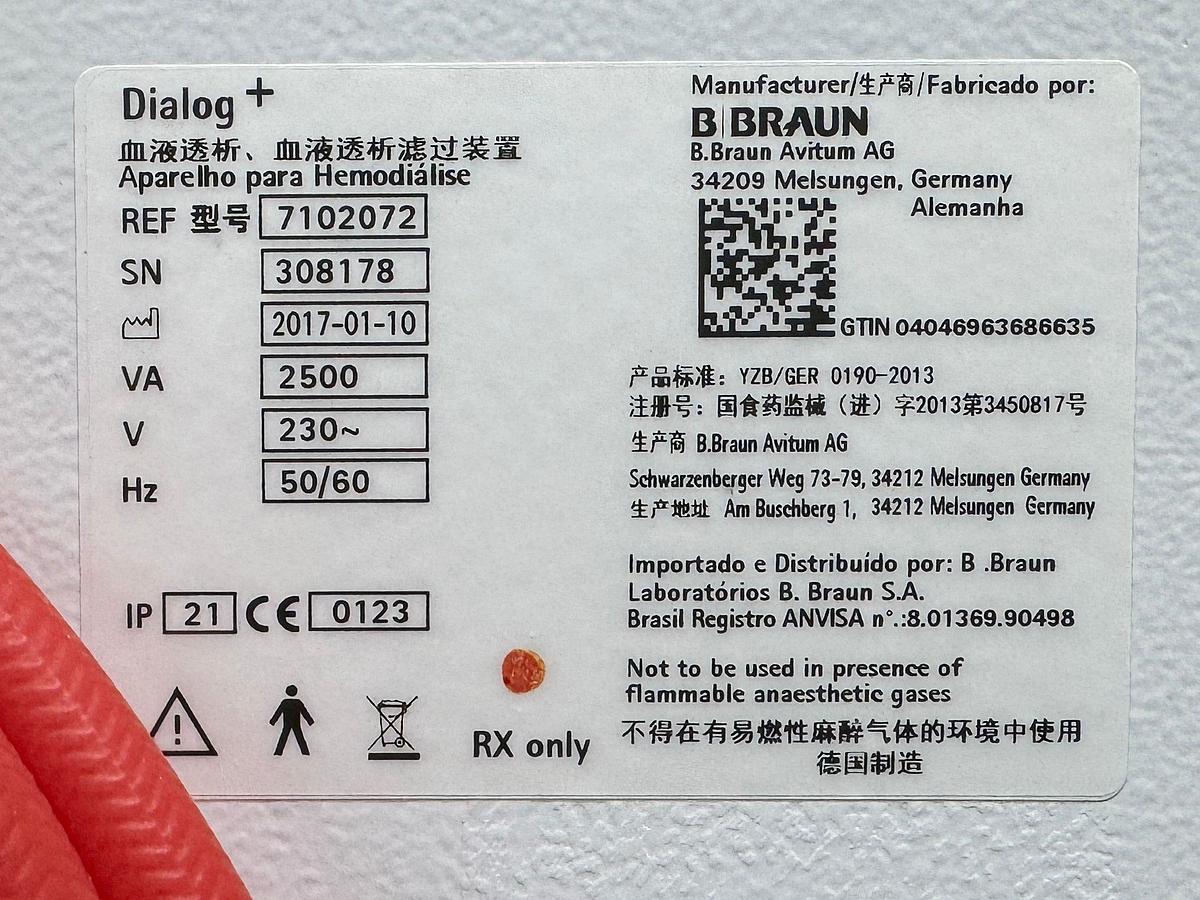 Dialog +
血液透析、血液透析滤过装置
Aparelho para Hemodiálise
REF 型号 7102072
SN 308178
2017-01-10
VA 2500
V 230~
Hz 50/60
IP 21 CE 0123
RX only
Manufacturer/生产商/Fabricado por:
B|BRAUN
B.Braun Avitum AG
34209 Melsungen, Germany
Alemanha
GTIN 04046963686635
产品标准: YZB/GER 0190-2013
注册号: 国食药监械（进）字2013第3450817号
生产商 B.Braun Avitum AG
Schwarzenberger Weg 73-79, 34212 Melsungen Germany
生产地址 Am Buschberg 1, 34212 Melsungen Germany
Importado e Distribuído por: B .Braun
Laboratórios B. Braun S.A.
Brasil Registro ANVISA n°.:8.01369.90498
Not to be used in presence of
flammable anaesthetic gases
不得在有易燃性麻醉气体的环境中使用
德国制造